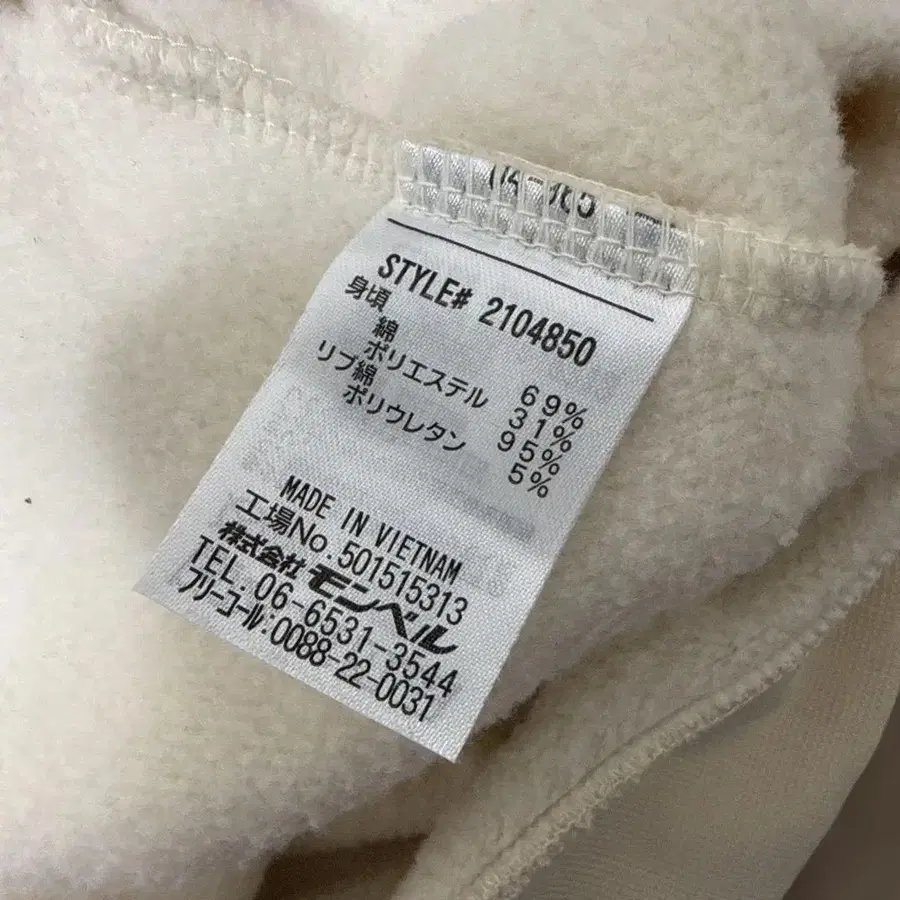 STYLE# 2104850
身頃
綿 69%
ポリエステル 31%
リブ綿 95%
ポリウレタン 5%
MADE IN VIETNAM
工場No.501515313
株式会社モンベル
TEL.06-6531-3544
フリーコール:0088-22-0031